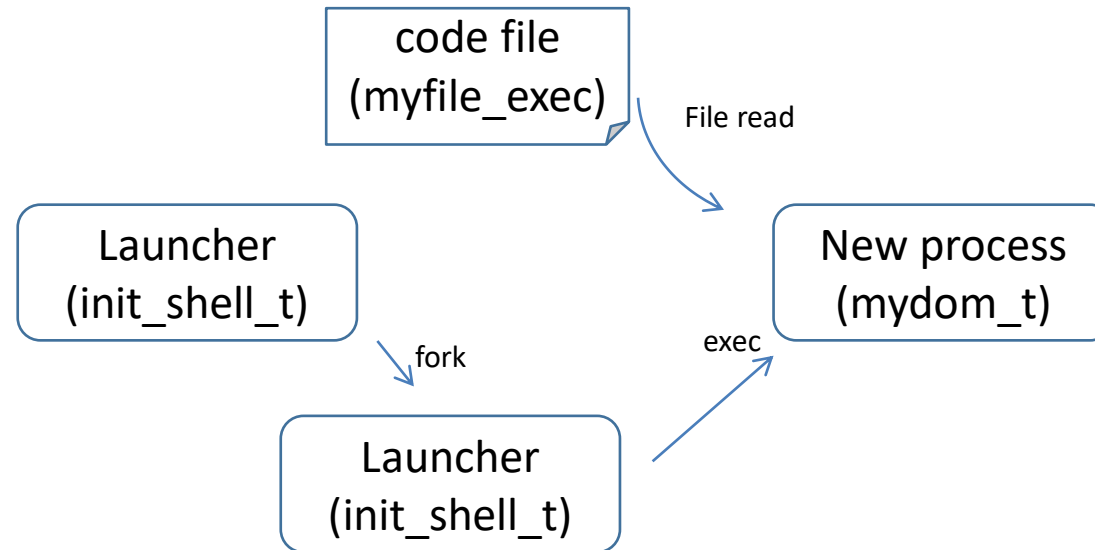 code file
(myfile_exec)
File read
Launcher
(init_shell_t)
New process
(mydom_t)
fork
exec
Launcher
(init_shell_t)